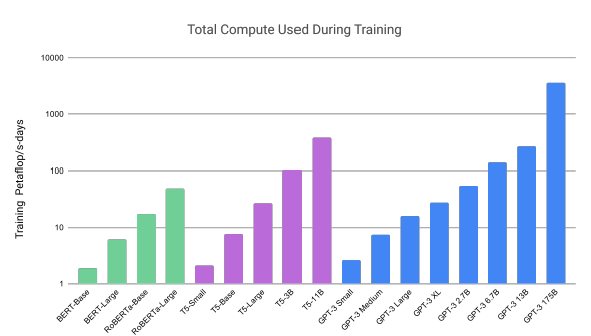 Total Compute Used During Training
Training Petaflop/s-days
10000
1000
100
10
1
BERT-Base
BERT-Large
RoBERTa-Base
RoBERTa-Large
T5-Small
T5-Base
T5-Large
T5-3B
T5-11B
GPT-3 Small
GPT-3 Medium
GPT-3 Large
GPT-3 XL
GPT-3 2.7B
GPT-3 6.7B
GPT-3 13B
GPT-3 175B